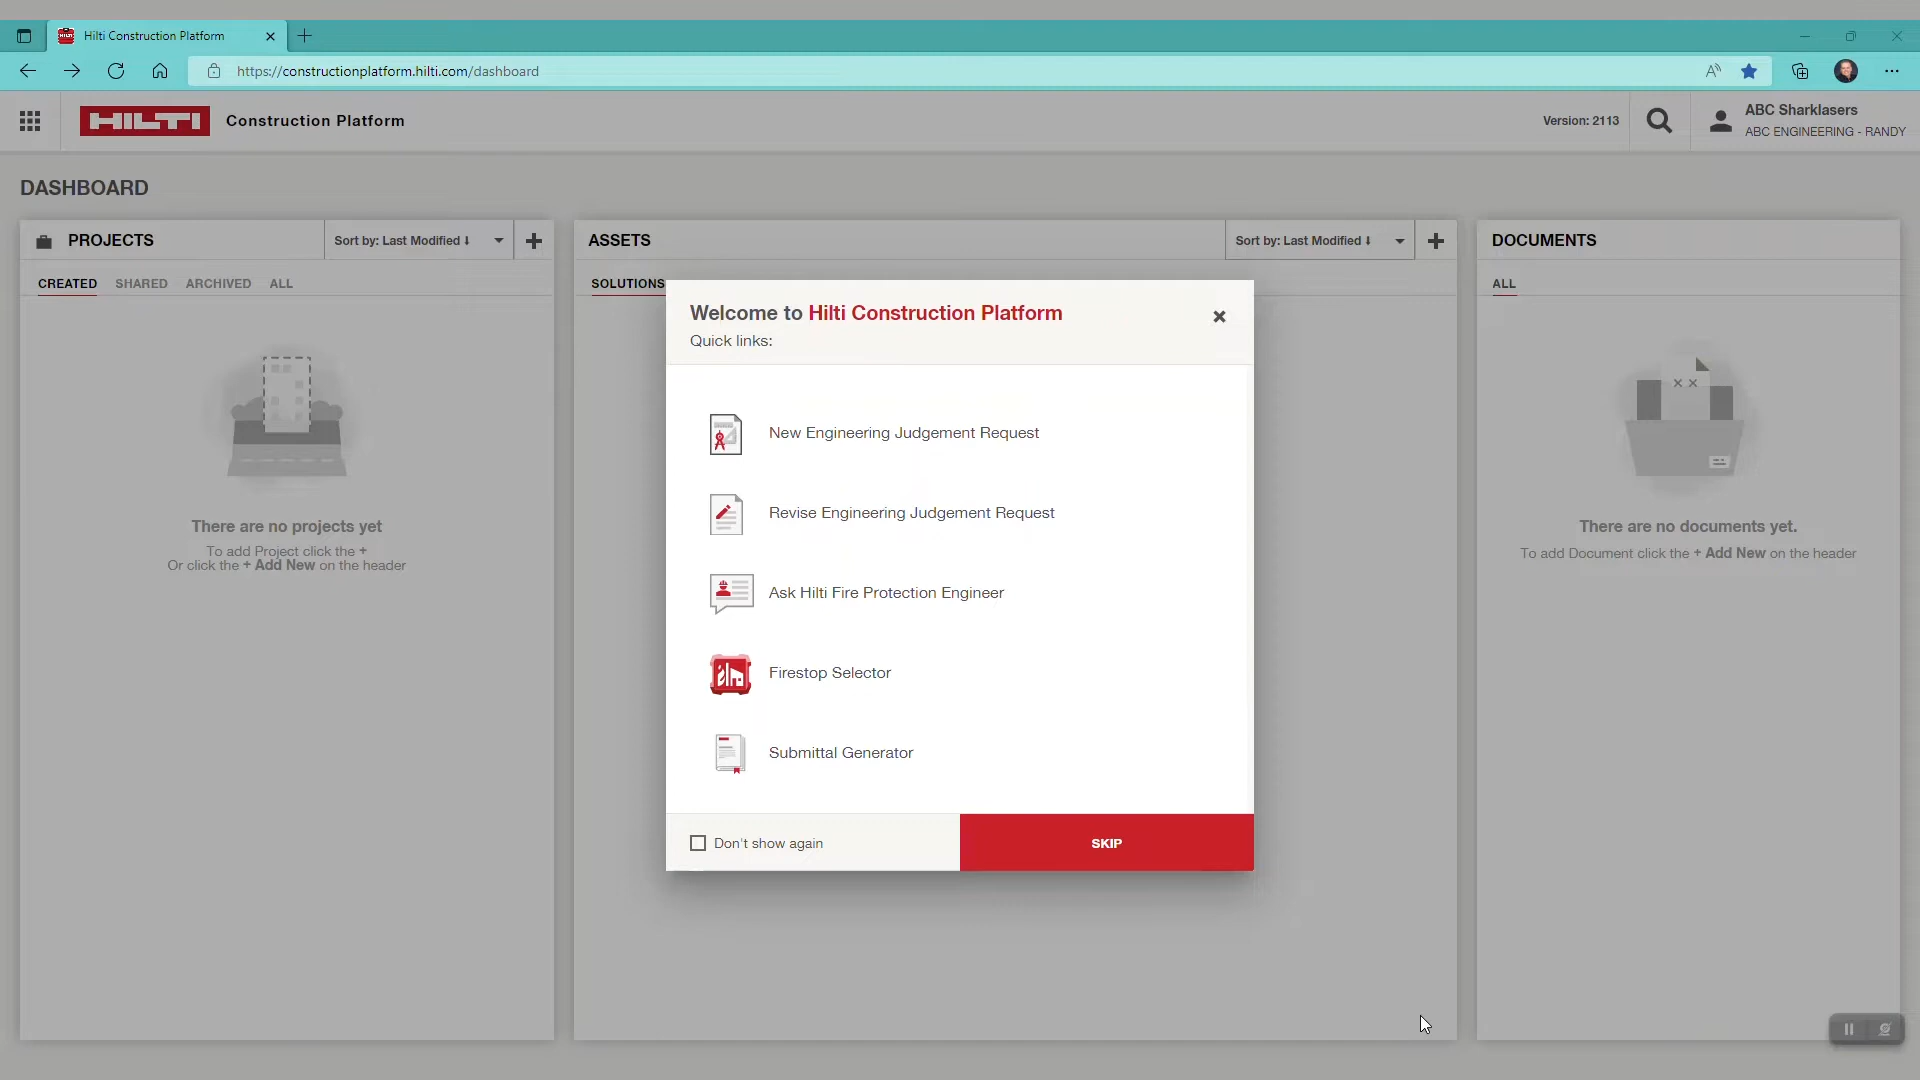 Hilti Construction Platform
https://constructionplatform.hilti.com/dashboard
HILTI
Construction Platform
Version: 2113
ABC Sharklasers
ABC ENGINEERING - RANDY
DASHBOARD
PROJECTS
Sort by: Last Modified ↓
CREATED SHARED ARCHIVED ALL
There are no projects yet
To add Project click the +
Or click the + Add New on the header
ASSETS
Sort by: Last Modified ↓
SOLUTIONS
DOCUMENTS
ALL
There are no documents yet.
To add Document click the + Add New on the header
Welcome to Hilti Construction Platform
Quick links:
New Engineering Judgement Request
Revise Engineering Judgement Request
Ask Hilti Fire Protection Engineer
Firestop Selector
Submittal Generator
Don't show again
SKIP